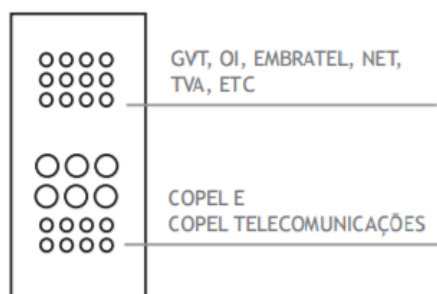 GVT, OI, EMBRATEL, NET,
TVA, ETC
COPEL E
COPEL TELECOMUNICAÇÕES